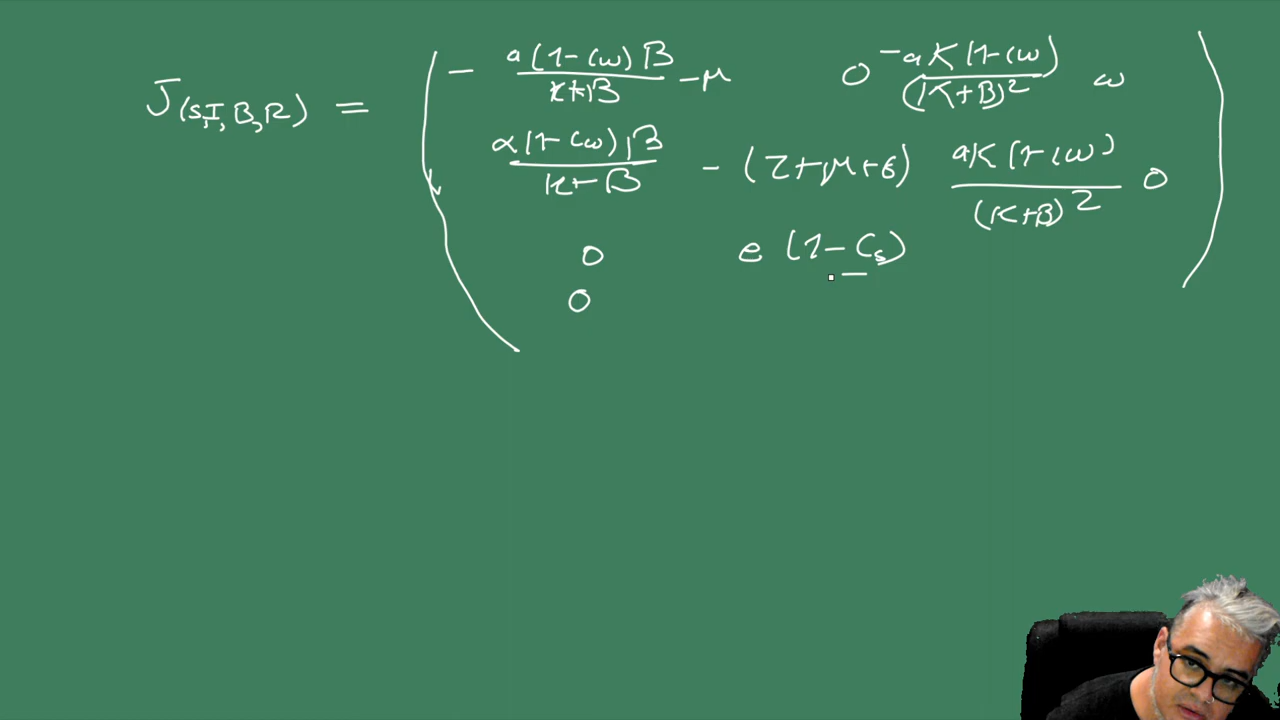 J(S,I,B,R) = ( - a(1-cω)B / K+B - μ    0    -aK(1-cω) / (K+B)²    ω
α(1-cω)B / K+B    - (τ+μ+δ)    aK(1-cω) / (K+B)²    0
0    e(1-Cs)
0 )